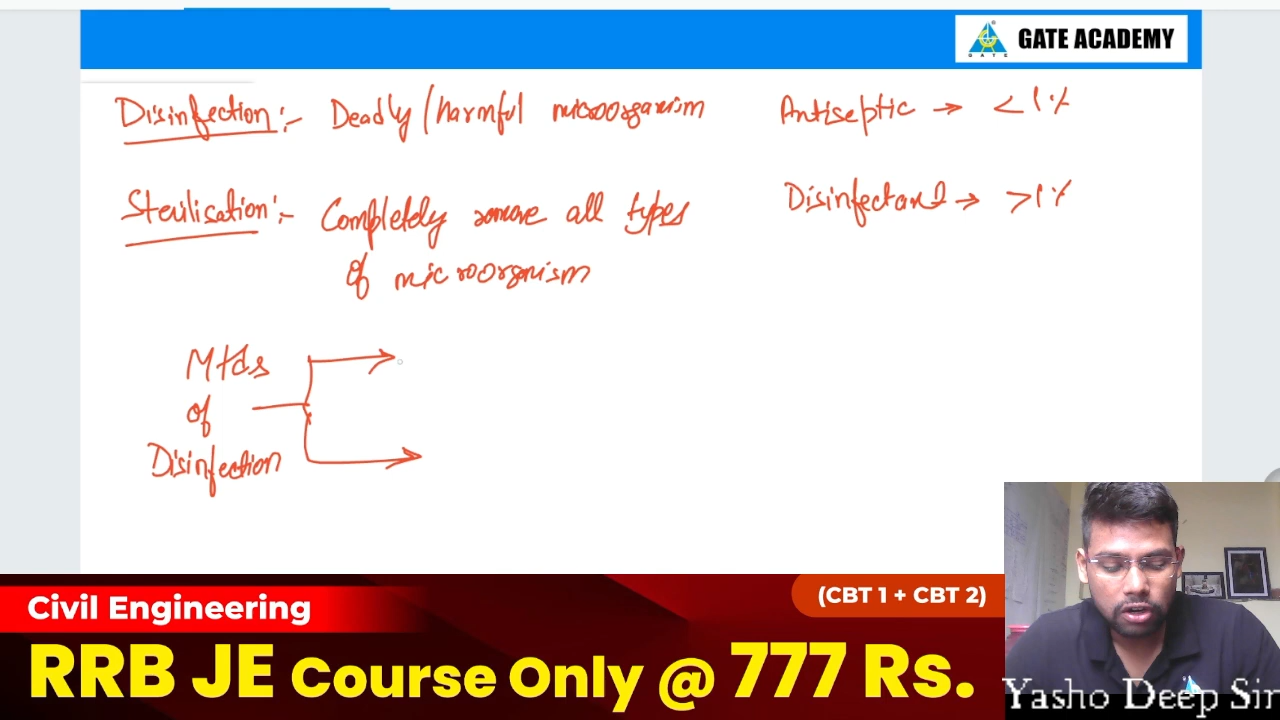 GATE ACADEMY
GATE
Disinfection:- Deadly/harmful microorganism
Antiseptic → < 1%
Sterilisation:- Completely remove all types
of microorganism
Disinfectant → > 1%
Mtds
of
Disinfection
Civil Engineering
(CBT 1 + CBT 2)
RRB JE Course Only @ 777 Rs.
Yasho Deep Sir